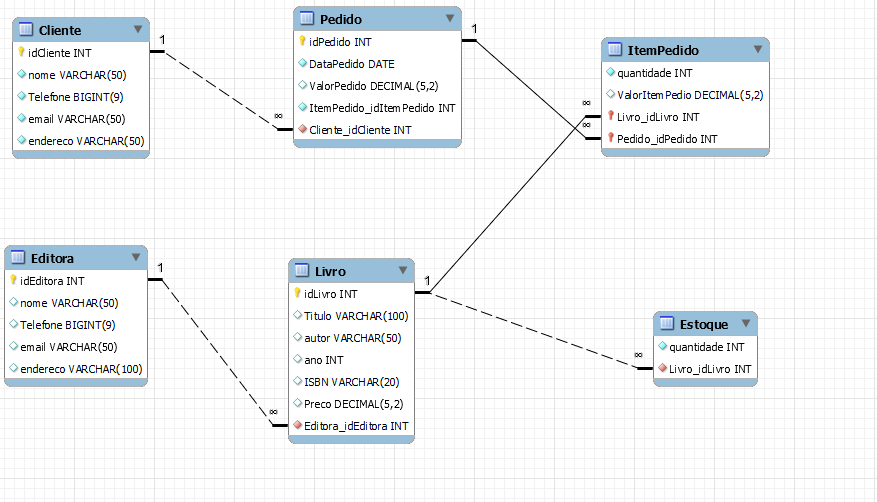 Cliente
idCliente INT
nome VARCHAR(50)
Telefone BIGINT(9)
email VARCHAR(50)
endereco VARCHAR(50)
1
∞
Pedido
idPedido INT
DataPedido DATE
ValorPedido DECIMAL(5,2)
ItemPedido_idItemPedido INT
Cliente_idCliente INT
1
∞
∞
ItemPedido
quantidade INT
ValorItemPedio DECIMAL(5,2)
Livro_idLivro INT
Pedido_idPedido INT
Editora
idEditora INT
nome VARCHAR(50)
Telefone BIGINT(9)
email VARCHAR(50)
endereco VARCHAR(100)
1
∞
Livro
idLivro INT
Titulo VARCHAR(100)
autor VARCHAR(50)
ano INT
ISBN VARCHAR(20)
Preco DECIMAL(5,2)
Editora_idEditora INT
1
∞
Estoque
quantidade INT
Livro_idLivro INT